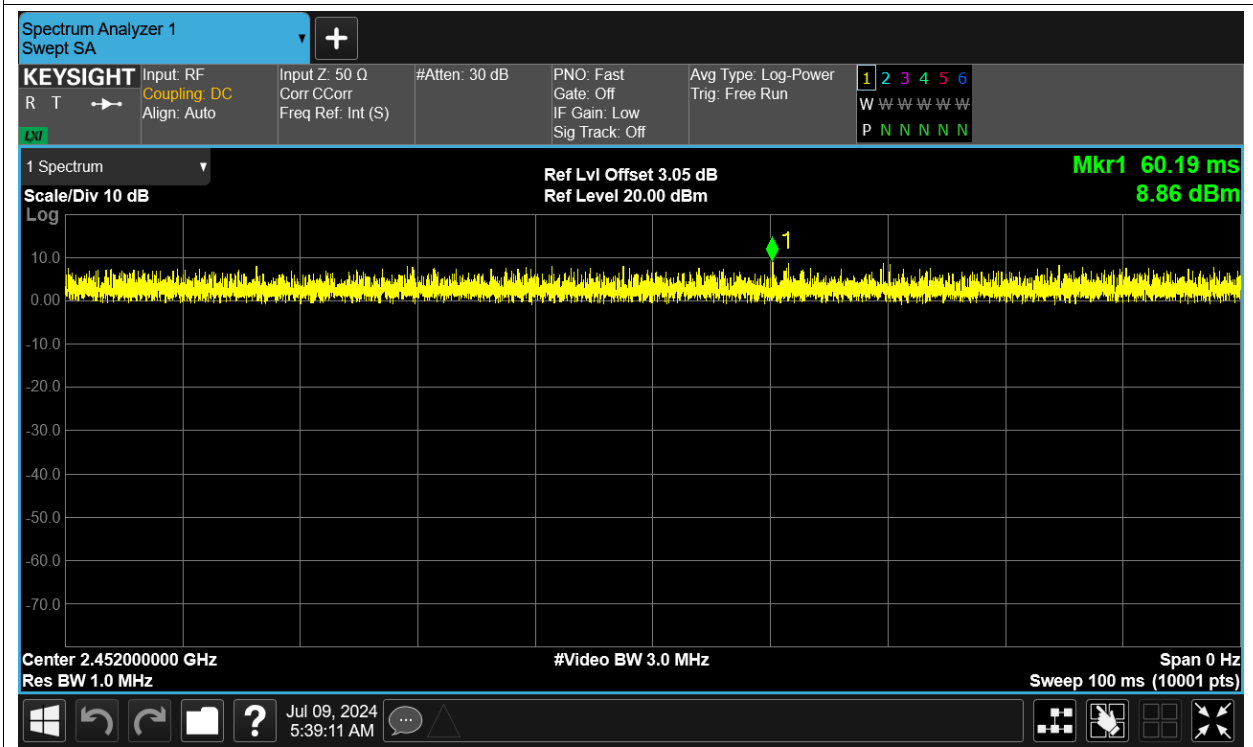 Spectrum Analyzer 1
Swept SA
KEYSIGHT
R T
LXI
Input: RF
Coupling: DC
Align: Auto
Input Z: 50 Ω
Corr CCorr
Freq Ref: Int (S)
#Atten: 30 dB
PNO: Fast
Gate: Off
IF Gain: Low
Sig Track: Off
Avg Type: Log-Power
Trig: Free Run
1 2 3 4 5 6
W W W W W W
P N N N N N
1 Spectrum
Scale/Div 10 dB
Log
Ref Lvl Offset 3.05 dB
Ref Level 20.00 dBm
Mkr1 60.19 ms
8.86 dBm
1
10.0
0.00
-10.0
-20.0
-30.0
-40.0
-50.0
-60.0
-70.0
Center 2.452000000 GHz
Res BW 1.0 MHz
#Video BW 3.0 MHz
Span 0 Hz
Sweep 100 ms (10001 pts)
?
Jul 09, 2024
5:39:11 AM